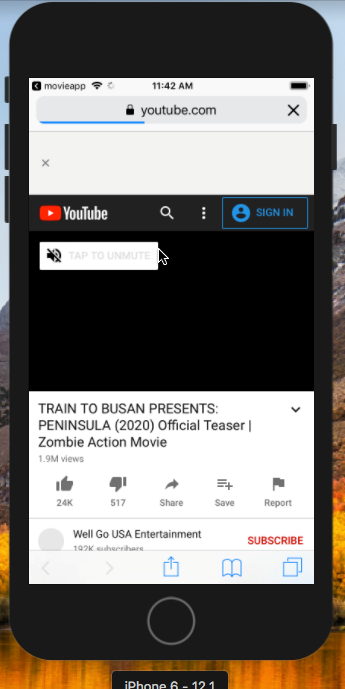 movieapp
11:42 AM
youtube.com
YouTube
SIGN IN
TAP TO UNMUTE
TRAIN TO BUSAN PRESENTS:
PENINSULA (2020) Official Teaser |
Zombie Action Movie
1.9M views
24K
517
Share
Save
Report
Well Go USA Entertainment
SUBSCRIBE
192K subscribers
iPhone 6 - 12.1